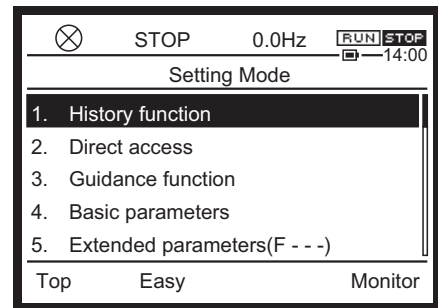 STOP 0.0Hz RUN STOP
14:00
Setting Mode
1. History function
2. Direct access
3. Guidance function
4. Basic parameters
5. Extended parameters(F - - -)
Top Easy Monitor